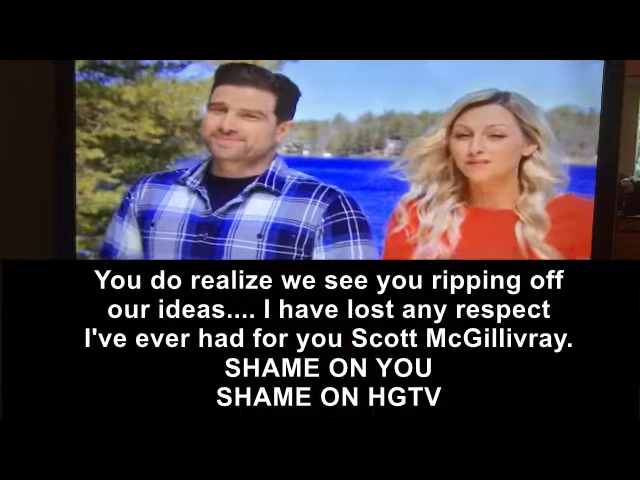 You do realize we see you ripping off
our ideas.... I have lost any respect
I've ever had for you Scott McGillivray.
SHAME ON YOU
SHAME ON HGTV